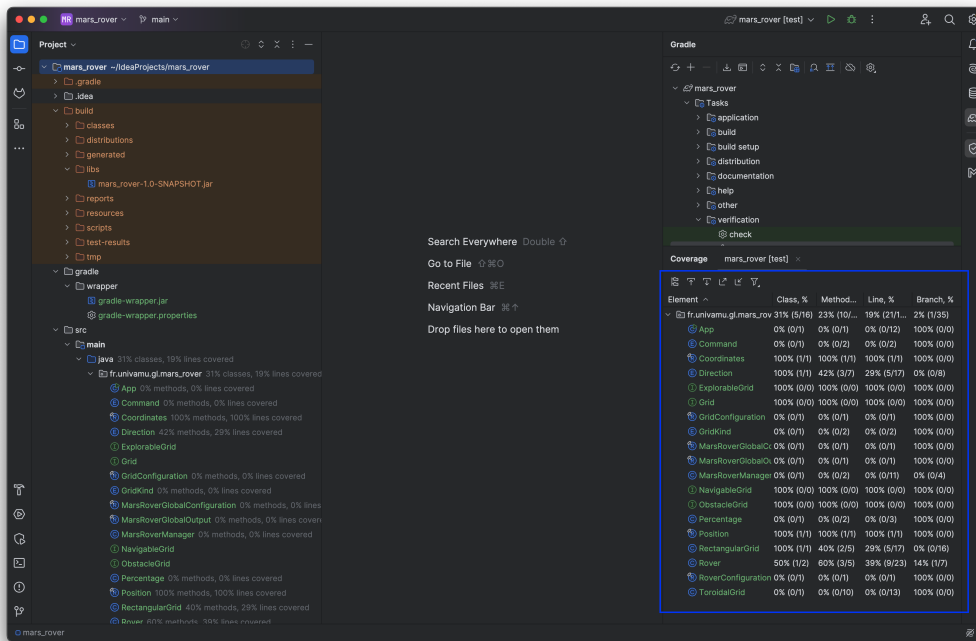 MR mars_rover main mars_rover [test]
Project
mars_rover ~/IdeaProjects/mars_rover
.gradle
.idea
build
classes
distributions
generated
libs
mars_rover-1.0-SNAPSHOT.jar
reports
resources
scripts
test-results
tmp
gradle
wrapper
gradle-wrapper.jar
gradle-wrapper.properties
src
main
java 31% classes, 19% lines covered
fr.univamu.gl.mars_rover 31% classes, 19% lines covered
App 0% methods, 0% lines covered
Command 0% methods, 0% lines covered
Coordinates 100% methods, 100% lines covered
Direction 42% methods, 29% lines covered
ExplorableGrid
Grid
GridConfiguration 0% methods, 0% lines covered
GridKind 0% methods, 0% lines covered
MarsRoverGlobalConfiguration 0% methods, 0% lines
MarsRoverGlobalOutput 0% methods, 0% lines cover
MarsRoverManager 0% methods, 0% lines covered
NavigableGrid
ObstacleGrid
Percentage 0% methods, 0% lines covered
Position 100% methods, 100% lines covered
RectangularGrid 40% methods, 29% lines covered
Rover 60% methods, 39% lines covered
mars_rover
Search Everywhere Double ⇧
Go to File ⇧⌘O
Recent Files ⌘E
Navigation Bar ⌘↑
Drop files here to open them
Gradle
mars_rover
Tasks
application
build
build setup
distribution
documentation
help
other
verification
check
Coverage mars_rover [test]
Element Class, % Method... Line, % Branch, %
fr.univamu.gl.mars_rov 31% (5/16) 23% (10/... 19% (21/1... 2% (1/35)
App 0% (0/1) 0% (0/1) 0% (0/12) 100% (0/0)
Command 0% (0/1) 0% (0/2) 0% (0/2) 100% (0/0)
Coordinates 100% (1/1) 100% (1/1) 100% (1/1) 100% (0/0)
Direction 100% (1/1) 42% (3/7) 29% (5/17) 0% (0/8)
ExplorableGrid 100% (0/0) 100% (0/0) 100% (0/0) 100% (0/0)
Grid 100% (0/0) 100% (0/0) 100% (0/0) 100% (0/0)
GridConfiguration 0% (0/1) 0% (0/1) 0% (0/1) 100% (0/0)
GridKind 0% (0/1) 0% (0/2) 0% (0/2) 100% (0/0)
MarsRoverGlobalCo 0% (0/1) 0% (0/1) 0% (0/1) 100% (0/0)
MarsRoverGlobalOu 0% (0/1) 0% (0/1) 0% (0/1) 100% (0/0)
MarsRoverManager 0% (0/1) 0% (0/2) 0% (0/11) 0% (0/4)
NavigableGrid 100% (0/0) 100% (0/0) 100% (0/0) 100% (0/0)
ObstacleGrid 100% (0/0) 100% (0/0) 100% (0/0) 100% (0/0)
Percentage 0% (0/1) 0% (0/2) 0% (0/3) 100% (0/0)
Position 100% (1/1) 100% (1/1) 100% (1/1) 100% (0/0)
RectangularGrid 100% (1/1) 40% (2/5) 29% (5/17) 0% (0/16)
Rover 50% (1/2) 60% (3/5) 39% (9/23) 14% (1/7)
RoverConfiguration 0% (0/1) 0% (0/1) 0% (0/1) 100% (0/0)
ToroidalGrid 0% (0/1) 0% (0/10) 0% (0/13) 100% (0/0)